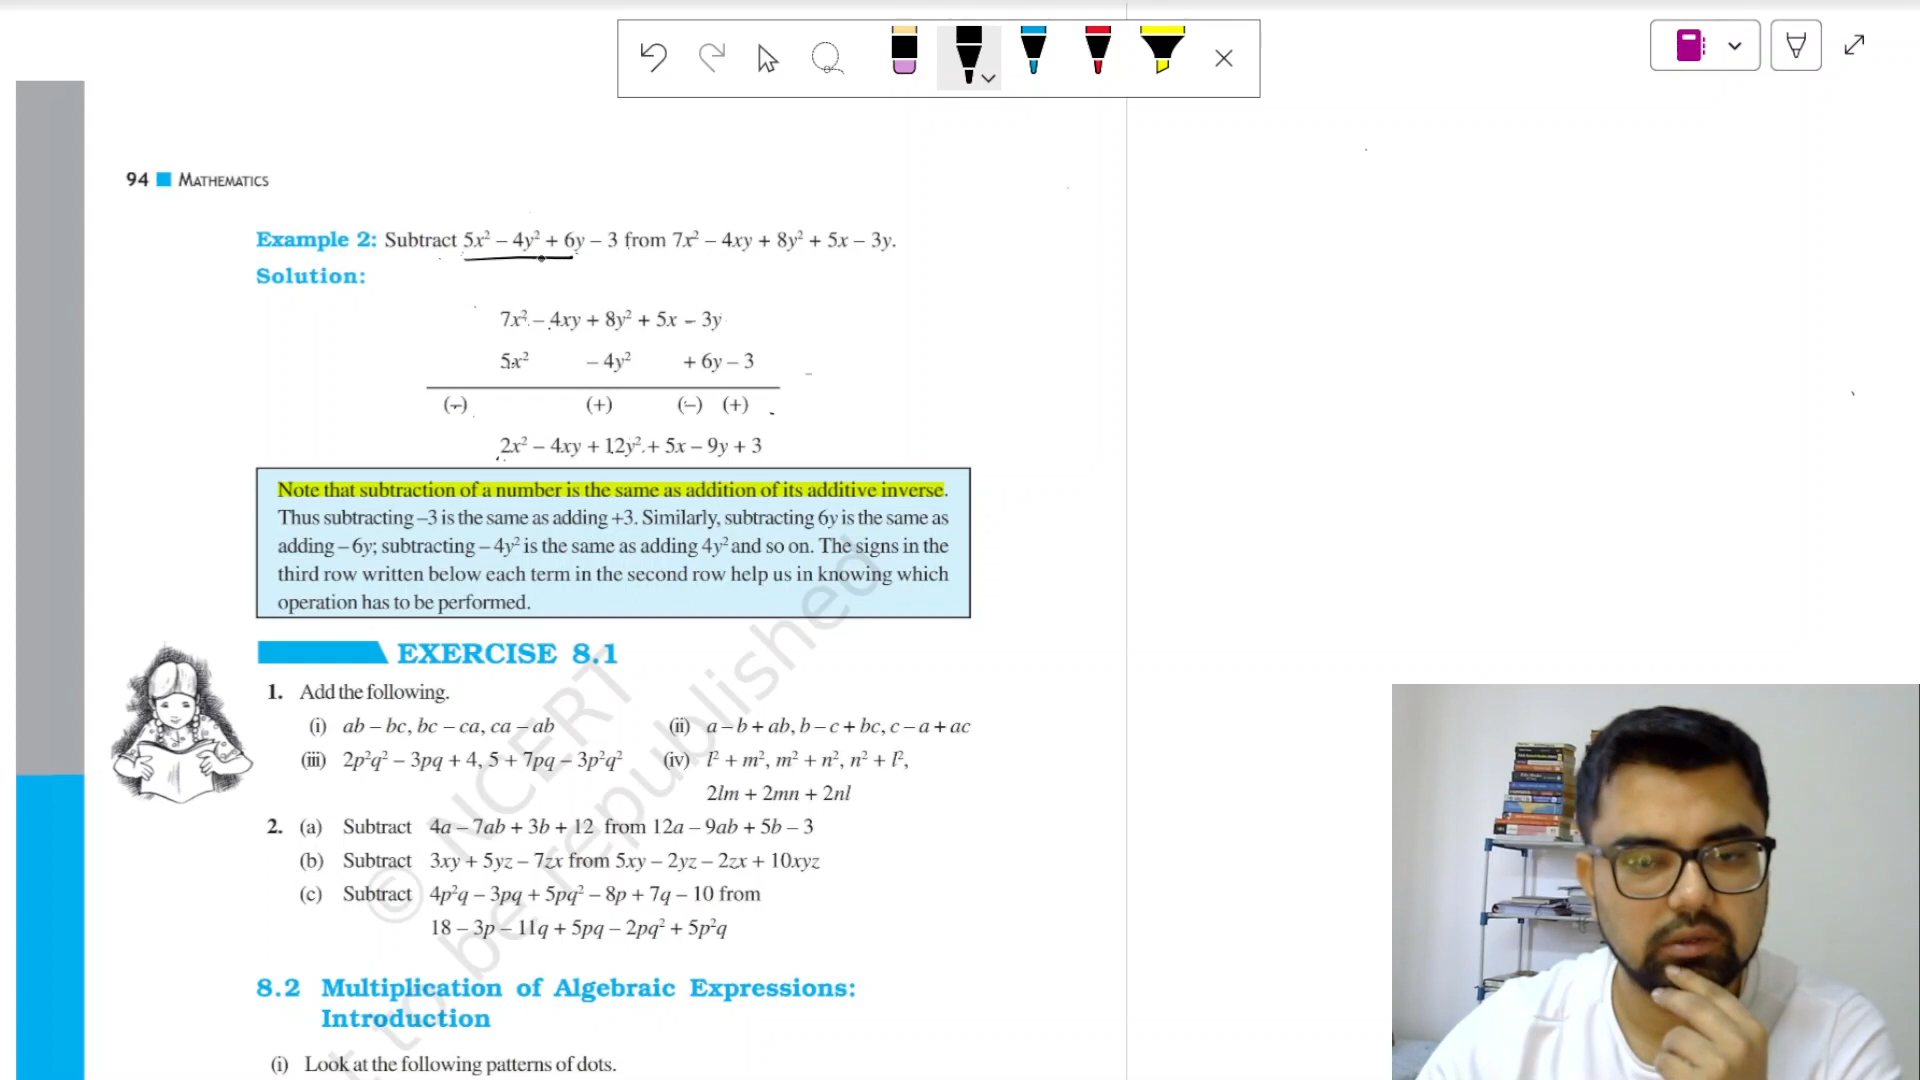 94 MATHEMATICS
Example 2: Subtract 5x² – 4y² + 6y – 3 from 7x² – 4xy + 8y² + 5x – 3y.
Solution:
7x² – 4xy + 8y² + 5x – 3y
5x² – 4y² + 6y – 3
(–) (+) (–) (+)
2x² – 4xy + 12y² + 5x – 9y + 3
Note that subtraction of a number is the same as addition of its additive inverse.
Thus subtracting –3 is the same as adding +3. Similarly, subtracting 6y is the same as
adding – 6y; subtracting – 4y² is the same as adding 4y² and so on. The signs in the
third row written below each term in the second row help us in knowing which
operation has to be performed.
EXERCISE 8.1
1. Add the following.
(i) ab – bc, bc – ca, ca – ab (ii) a – b + ab, b – c + bc, c – a + ac
(iii) 2p²q² – 3pq + 4, 5 + 7pq – 3p²q² (iv) l² + m², m² + n², n² + l²,
2lm + 2mn + 2nl
2. (a) Subtract 4a – 7ab + 3b + 12 from 12a – 9ab + 5b – 3
(b) Subtract 3xy + 5yz – 7zx from 5xy – 2yz – 2zx + 10xyz
(c) Subtract 4p²q – 3pq + 5pq² – 8p + 7q – 10 from
18 – 3p – 11q + 5pq – 2pq² + 5p²q
8.2 Multiplication of Algebraic Expressions:
Introduction
(i) Look at the following patterns of dots.
© NCERT
be republished